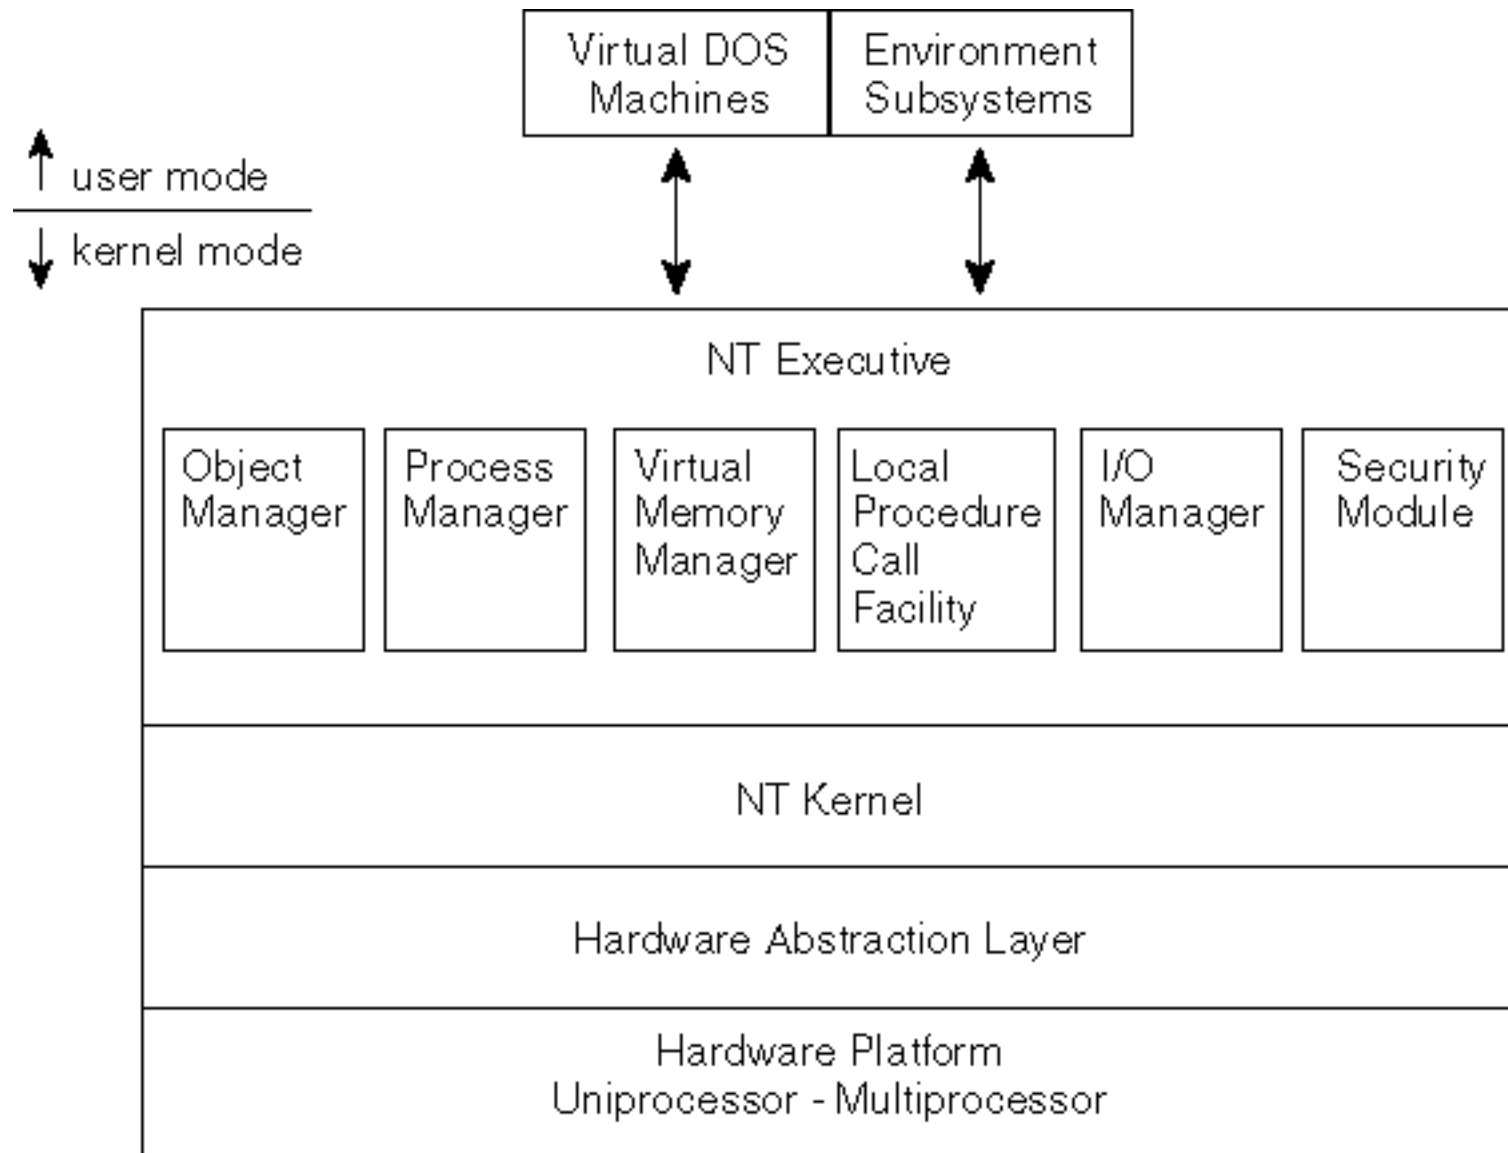 Virtual DOS
Machines
Environment
Subsystems
user mode
kernel mode
NT Executive
Object
Manager
Process
Manager
Virtual
Memory
Manager
Local
Procedure
Call
Facility
I/O
Manager
Security
Module
NT Kernel
Hardware Abstraction Layer
Hardware Platform
Uniprocessor - Multiprocessor